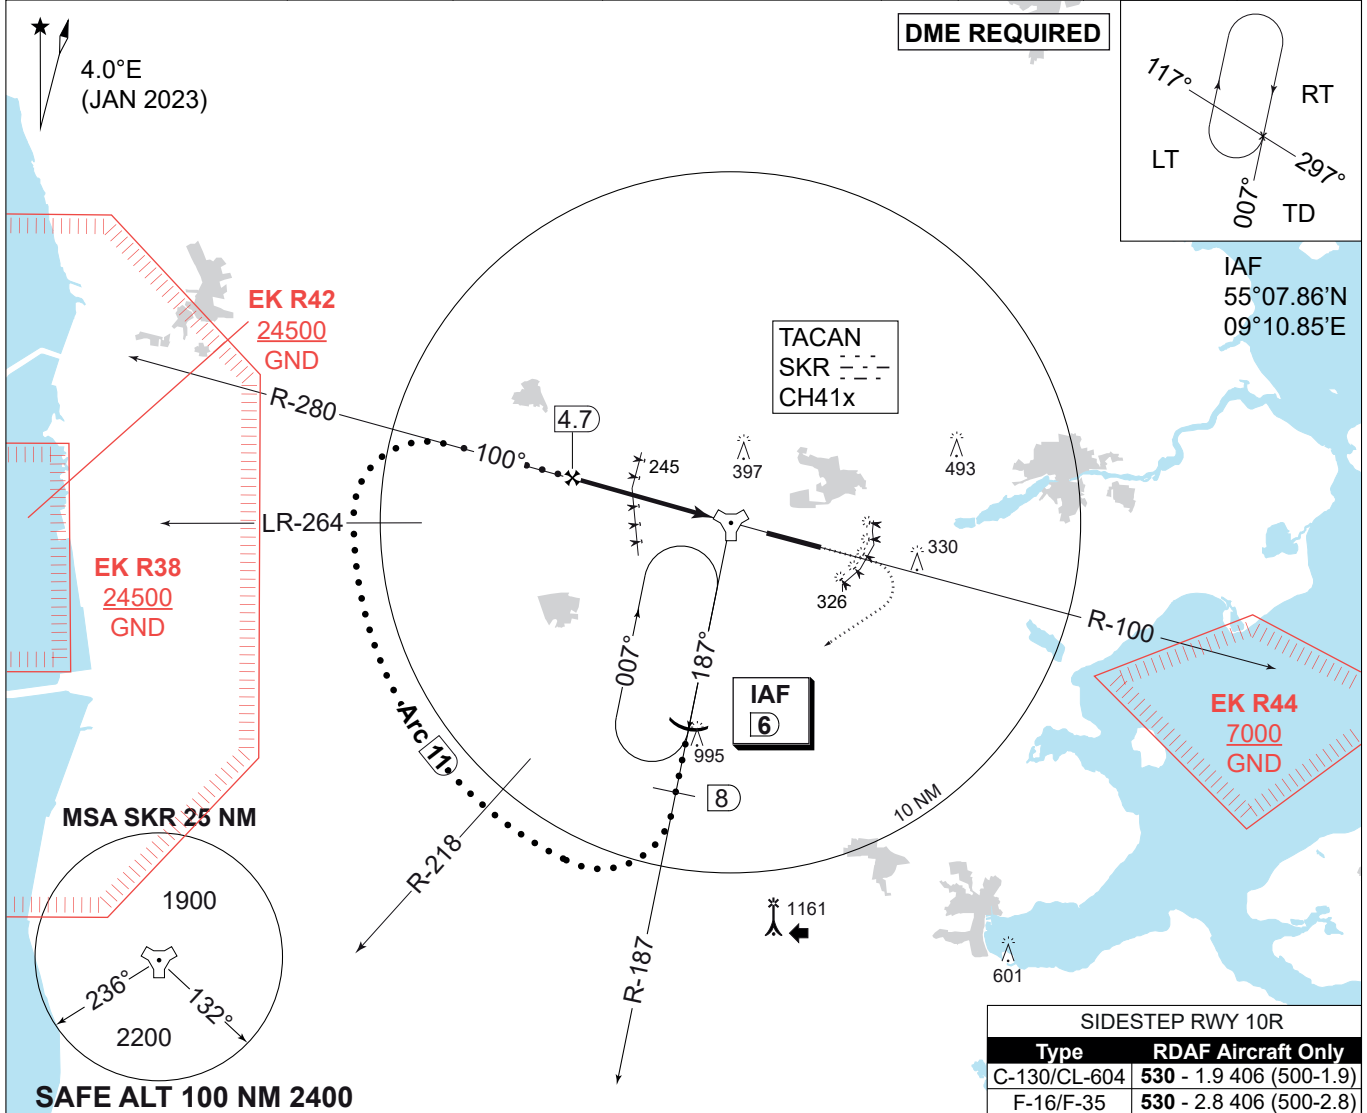 DME REQUIRED
4.0°E
(JAN 2023)
117°
RT
LT
297°
007°
TD
IAF
55°07.86'N
09°10.85'E
EK R42
24500
GND
TACAN
SKR
CH41x
R-280
4.7
100°
245
397
493
LR-264
EK R38
24500
GND
330
326
R-100
007°
187°
IAF
6
EK R44
7000
GND
Arc 11
995
8
10 NM
MSA SKR 25 NM
R-218
1900
1161
R-187
601
236°
132°
2200
SAFE ALT 100 NM 2400
SIDESTEP RWY 10R
Type RDAF Aircraft Only
C-130/CL-604 530 - 1.9 406 (500-1.9)
F-16/F-35 530 - 2.8 406 (500-2.8)